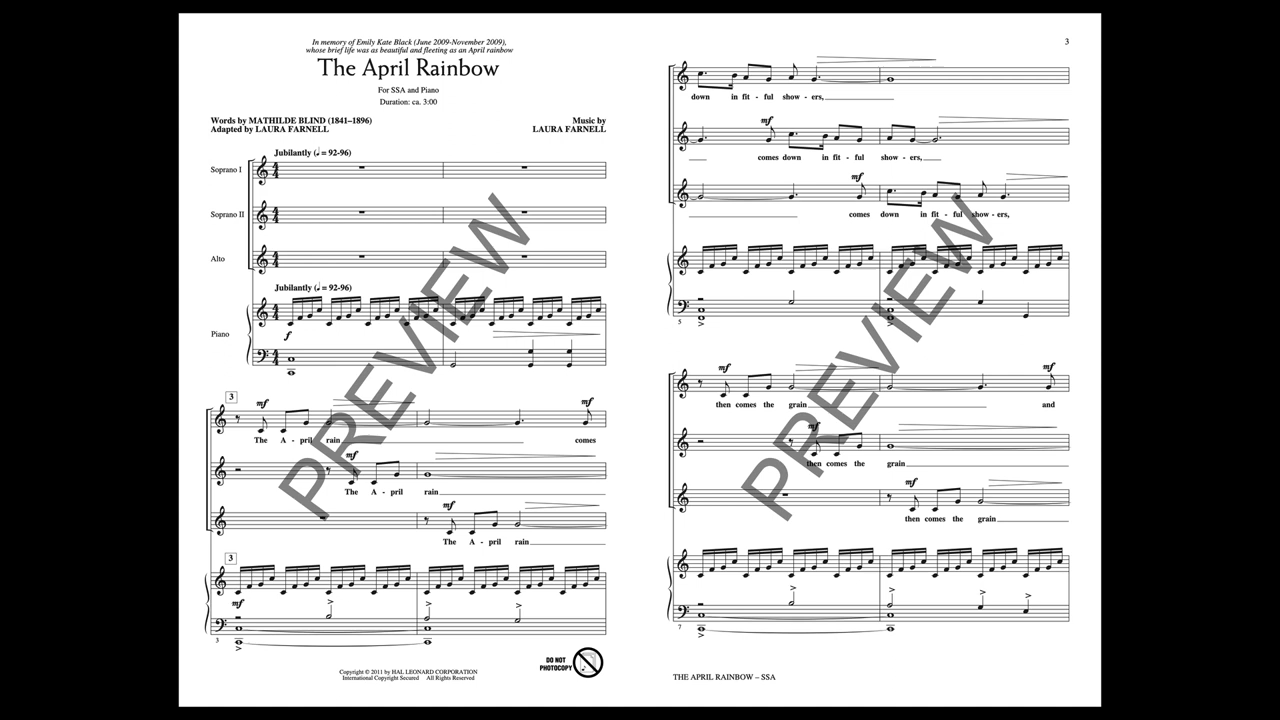 In memory of Emily Kate Black (June 2009-November 2009),
whose brief life was as beautiful and fleeting as an April rainbow
The April Rainbow
For SSA and Piano
Duration: ca. 3:00
Words by MATHILDE BLIND (1841–1896)
Adapted by LAURA FARNELL
Music by
LAURA FARNELL
Jubilantly (♩ = 92-96)
Soprano I
Soprano II
Alto
Jubilantly (♩ = 92-96)
Piano
f
3
mf
mf
The A - pril rain comes
mf
The A - pril rain
mf
The A - pril rain
3
mf
3
DO NOT
PHOTOCOPY
Copyright © 2011 by HAL LEONARD CORPORATION
International Copyright Secured All Rights Reserved
PREVIEW
3
down in fit - ful show - ers,
mf
comes down in fit - ful show - ers,
mf
comes down in fit - ful show - ers,
5
mf
mf
then comes the grain and
mf
then comes the grain
mf
then comes the grain
7
THE APRIL RAINBOW – SSA
PREVIEW